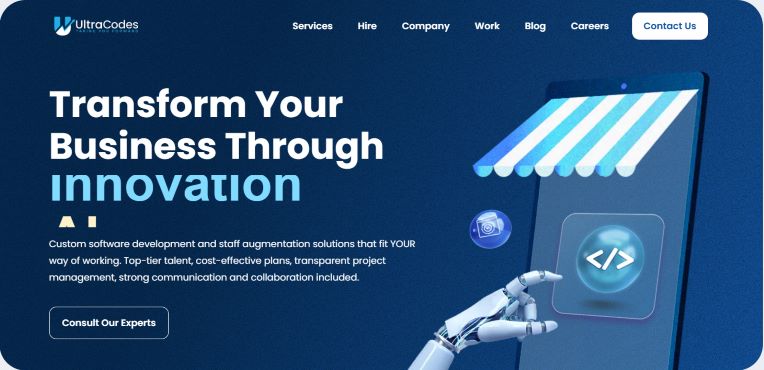 UltraCodes
TAKING YOU FORWARD
Services Hire Company Work Blog Careers Contact Us
Transform Your
Business Through
Innovation
AI
Custom software development and staff augmentation solutions that fit YOUR
way of working. Top-tier talent, cost-effective plans, transparent project
management, strong communication and collaboration included.
</>
Consult Our Experts